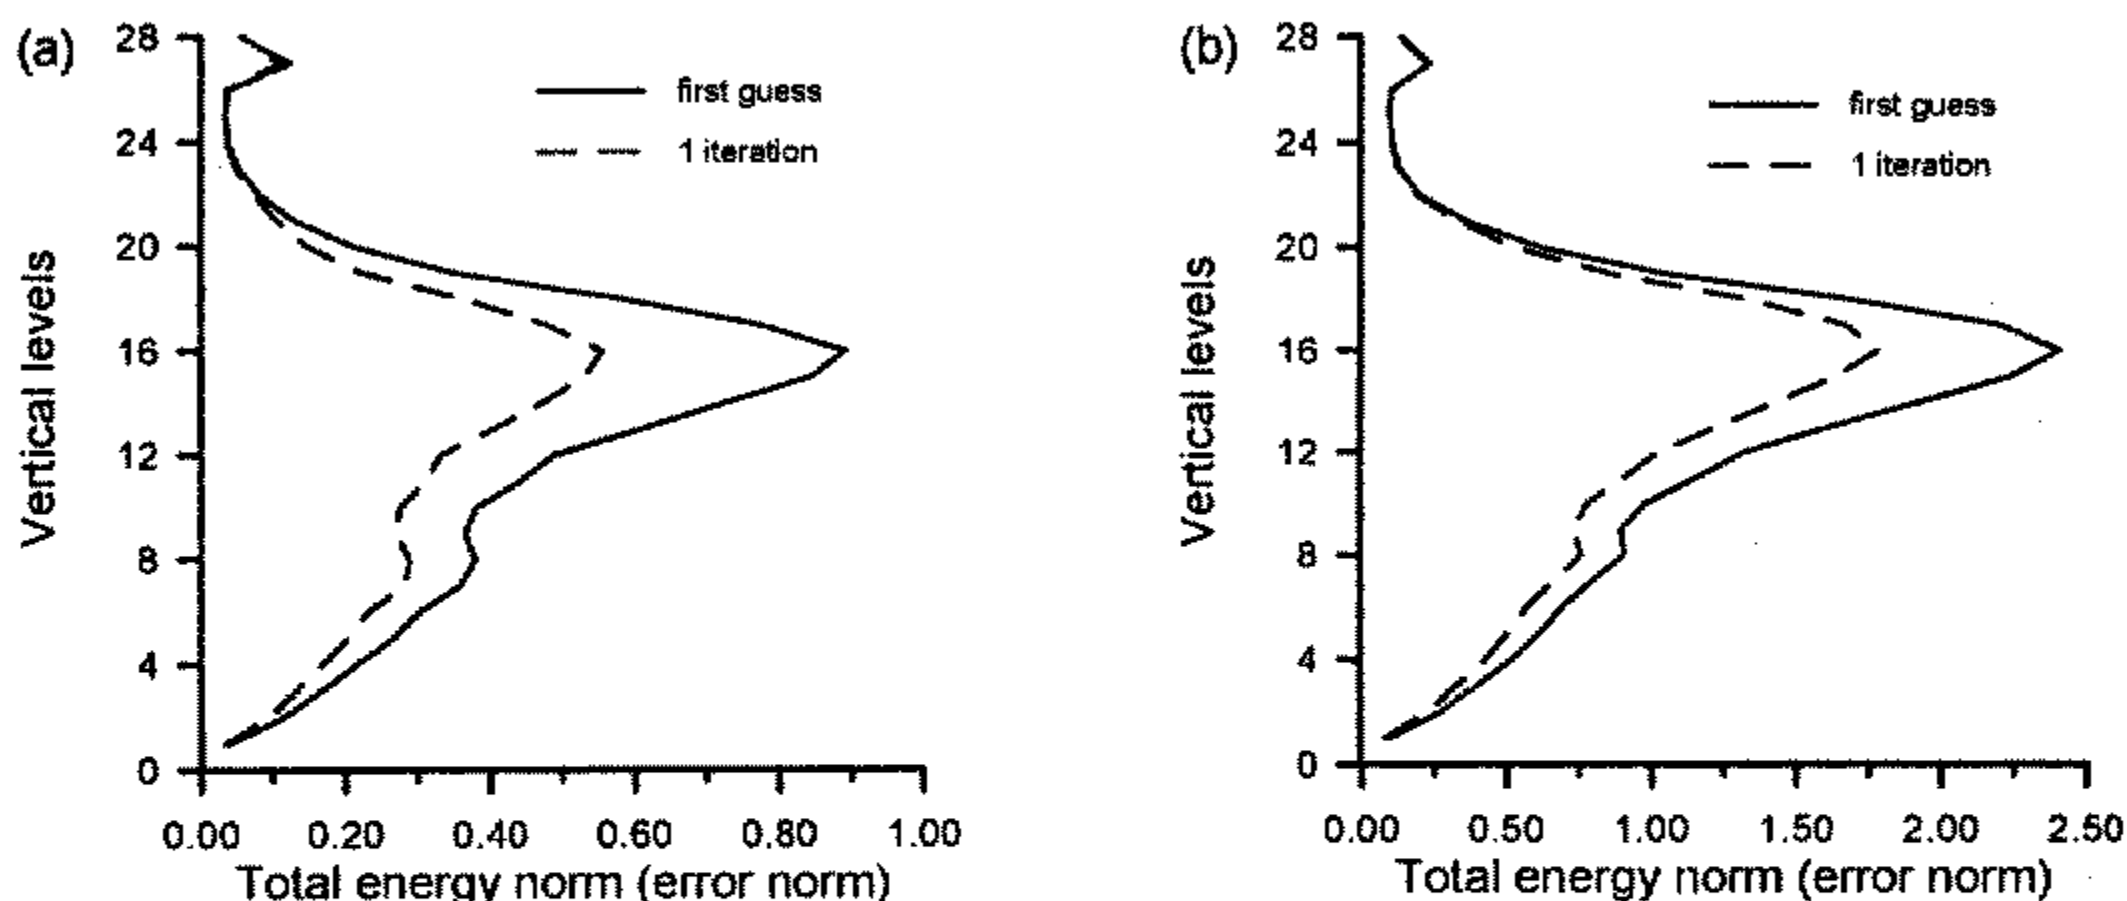 (a)
28
24
20
16
12
8
4
0
Vertical levels
first guess
1 iteration
0.00 0.20 0.40 0.60 0.80 1.00
Total energy norm (error norm)
(b)
28
24
20
16
12
8
4
0
Vertical levels
first guess
1 iteration
0.00 0.50 1.00 1.50 2.00 2.50
Total energy norm (error norm)